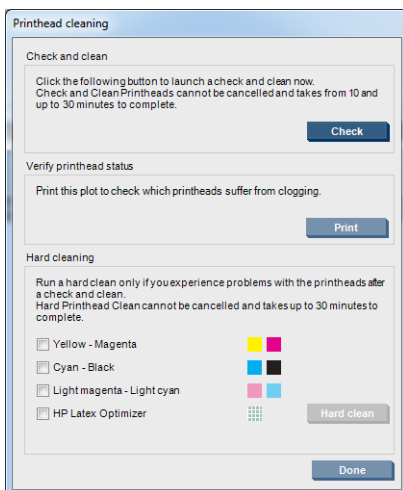 Printhead cleaning
Check and clean
Click the following button to launch a check and clean now.
Check and Clean Printheads cannot be cancelled and takes from 10 and
up to 30 minutes to complete.
Check
Verify printhead status
Print this plot to check which printheads suffer from clogging.
Print
Hard cleaning
Run a hard clean only if you experience problems with the printheads after
a check and clean.
Hard Printhead Clean cannot be cancelled and takes up to 30 minutes to
complete.
Yellow - Magenta
Cyan - Black
Light magenta - Light cyan
HP Latex Optimizer
Hard clean
Done